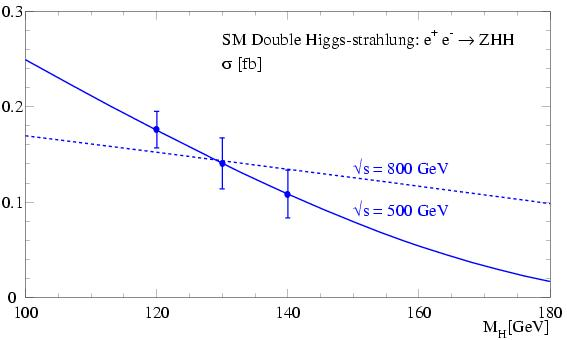 0.3
SM Double Higgs-strahlung: e⁺ e⁻ → ZHH
σ [fb]
0.2
√s = 800 GeV
0.1
√s = 500 GeV
0
100 120 140 160 180
M_H[GeV]